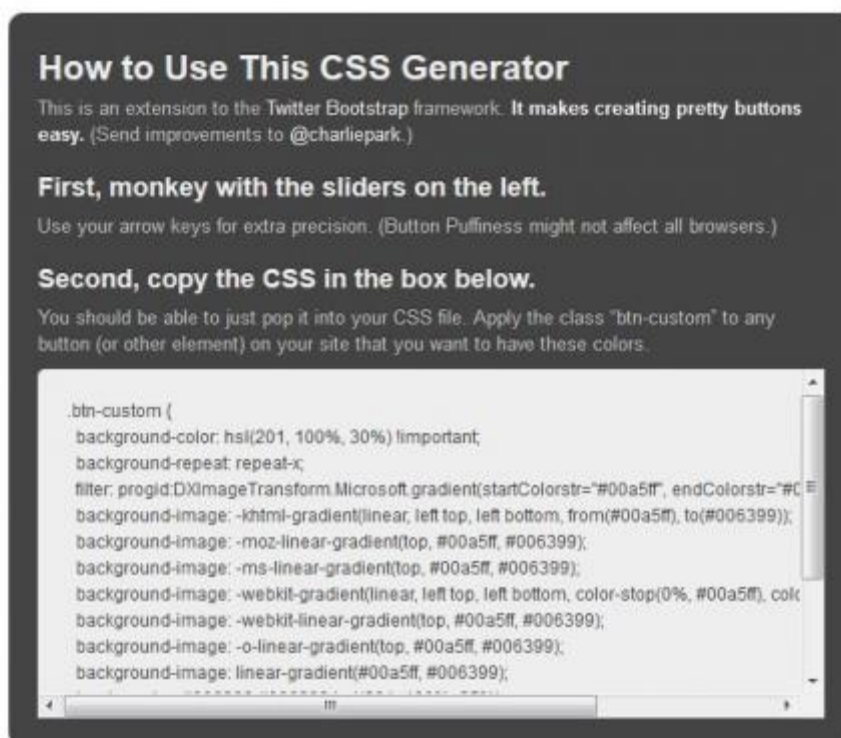 How to Use This CSS Generator
This is an extension to the Twitter Bootstrap framework. It makes creating pretty buttons
easy. (Send improvements to @charliepark.)
First, monkey with the sliders on the left.
Use your arrow keys for extra precision. (Button Puffiness might not affect all browsers.)
Second, copy the CSS in the box below.
You should be able to just pop it into your CSS file. Apply the class "btn-custom" to any
button (or other element) on your site that you want to have these colors.
.btn-custom {
background-color: hsl(201, 100%, 30%) !important;
background-repeat: repeat-x;
filter: progid:DXImageTransform.Microsoft.gradient(startColorstr="#00a5ff", endColorstr="#0
background-image: -khtml-gradient(linear, left top, left bottom, from(#00a5ff), to(#006399));
background-image: -moz-linear-gradient(top, #00a5ff, #006399);
background-image: -ms-linear-gradient(top, #00a5ff, #006399);
background-image: -webkit-gradient(linear, left top, left bottom, color-stop(0%, #00a5ff), colo
background-image: -webkit-linear-gradient(top, #00a5ff, #006399);
background-image: -o-linear-gradient(top, #00a5ff, #006399);
background-image: linear-gradient(#00a5ff, #006399);